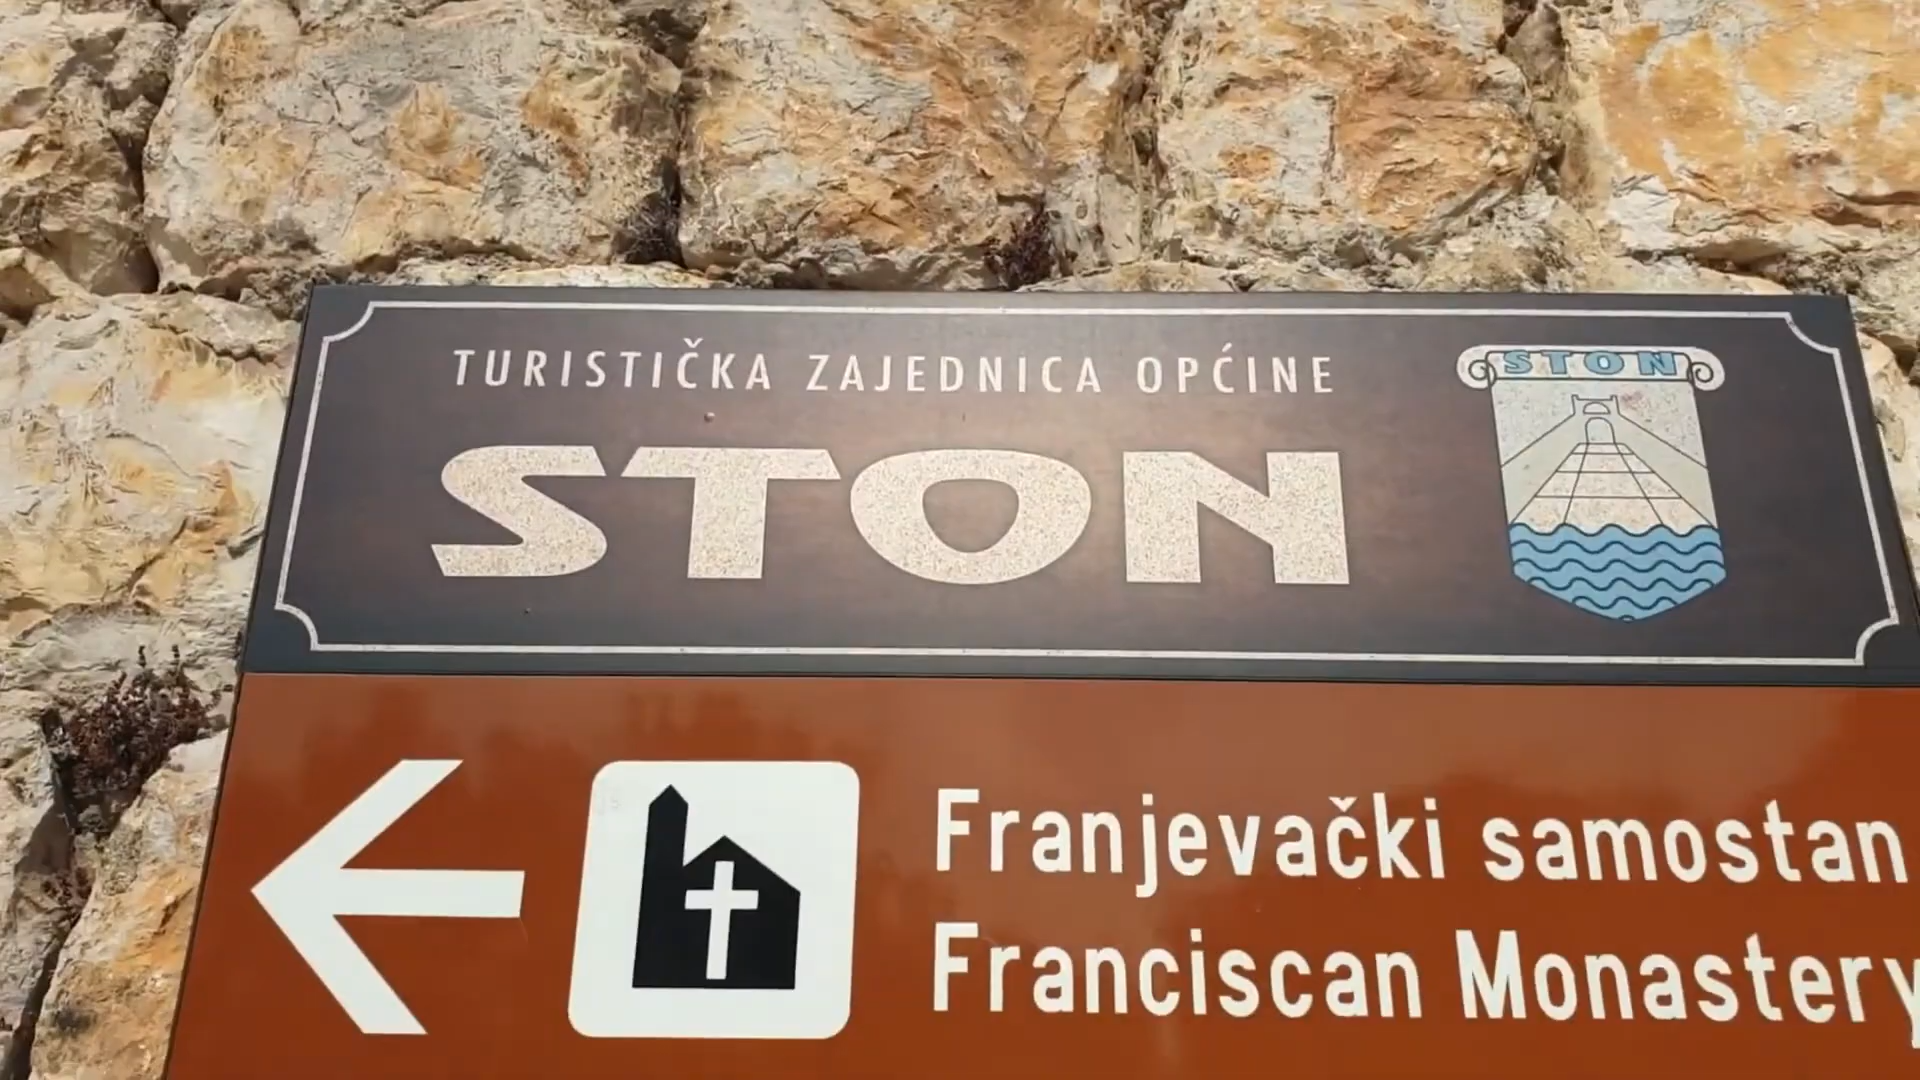 TURISTIČKA ZAJEDNICA OPĆINE
STON
STON
Franjevački samostan
Franciscan Monastery